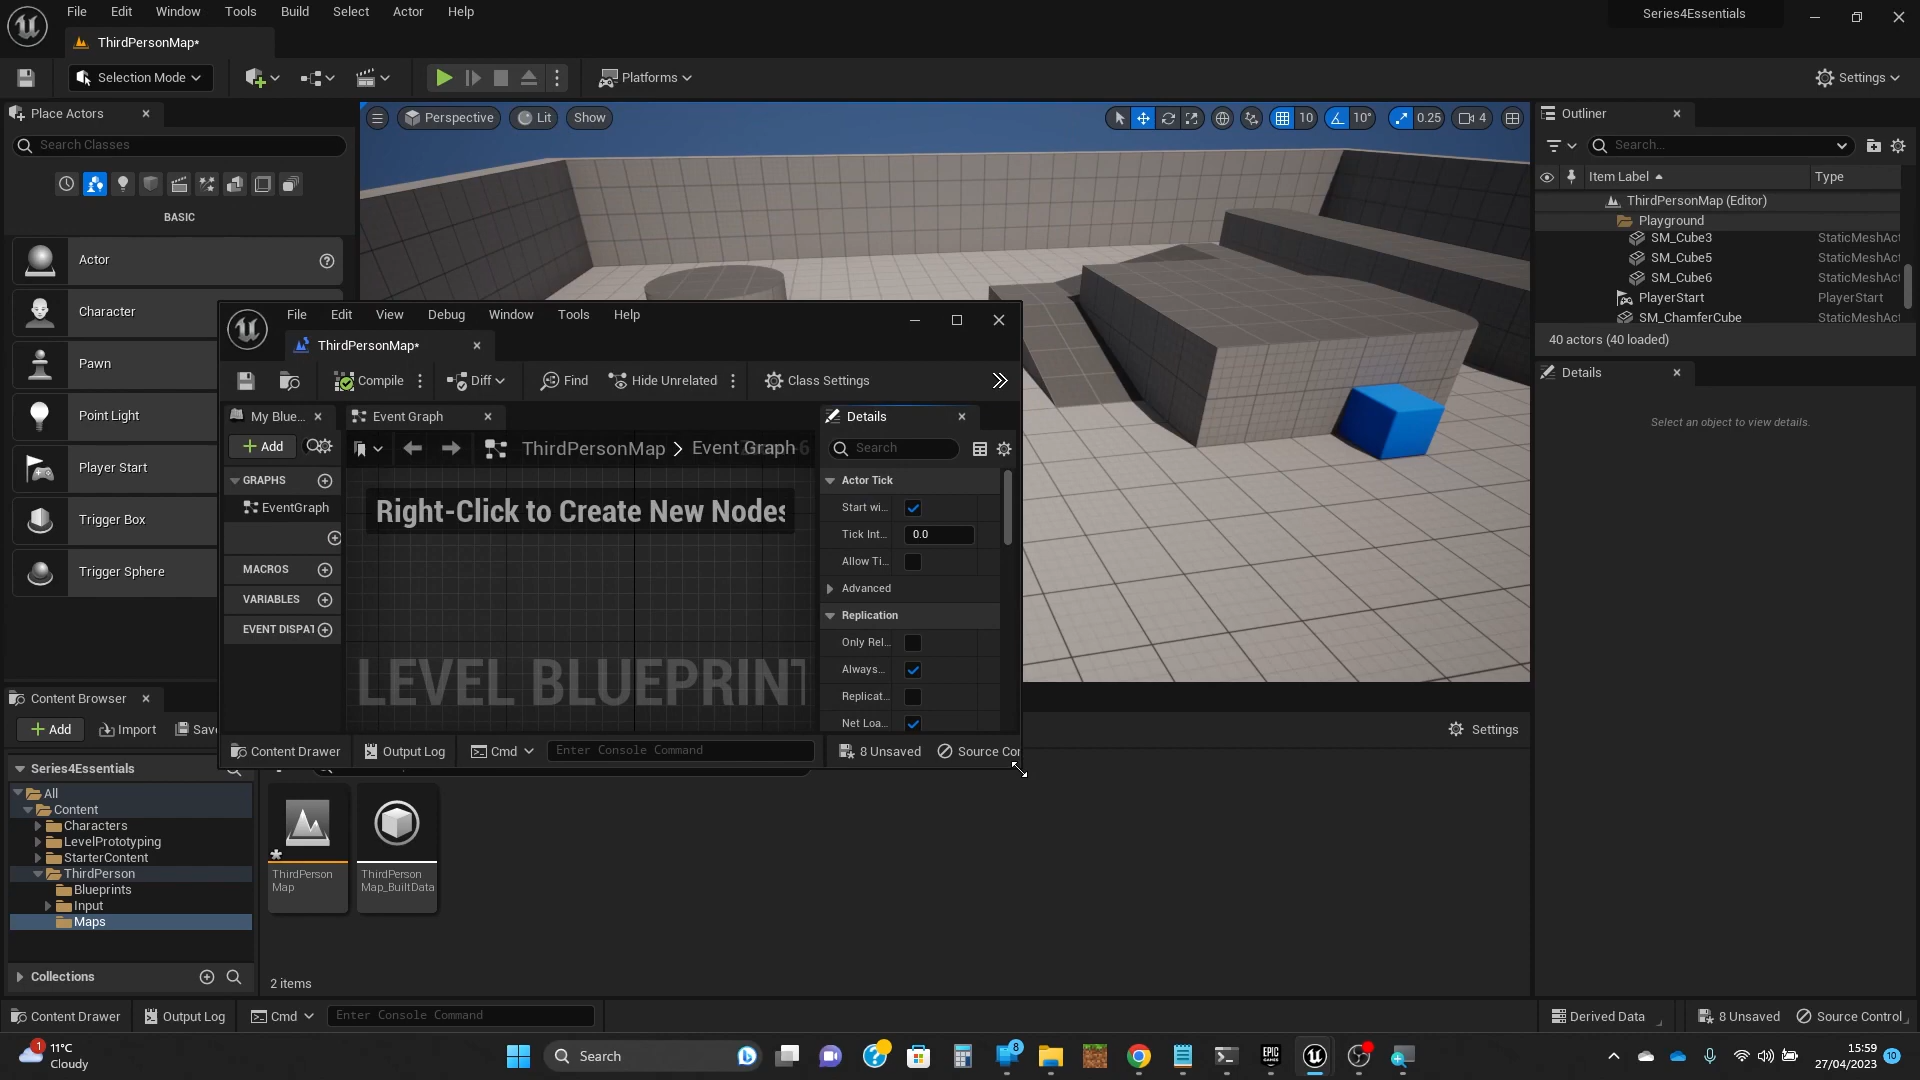 File Edit Window Tools Build Select Actor Help
Series4Essentials
ThirdPersonMap*
Selection Mode
Platforms
Settings
Place Actors
Search Classes
BASIC
Actor
Character
Pawn
Point Light
Player Start
Trigger Box
Trigger Sphere
Perspective Lit Show
10 10° 0.25 4
Outliner
Search...
Item Label Type
ThirdPersonMap (Editor)
Playground
SM_Cube3 StaticMeshAct
SM_Cube5 StaticMeshAct
SM_Cube6 StaticMeshAct
PlayerStart PlayerStart
SM_ChamferCube StaticMeshAct
40 actors (40 loaded)
Details
Select an object to view details.
File Edit View Debug Window Tools Help
ThirdPersonMap*
Compile Diff Find Hide Unrelated Class Settings
My Blue... Event Graph Details
Add
ThirdPersonMap > Event Graph
Search
GRAPHS
EventGraph
MACROS
VARIABLES
EVENT DISPAT
Right-Click to Create New Nodes
LEVEL BLUEPRINT
Actor Tick
Start wi...
Tick Int... 0.0
Allow Ti...
Advanced
Replication
Only Rel...
Always...
Replicat...
Net Loa...
Content Drawer Output Log Cmd Enter Console Command 8 Unsaved Source Cor
Content Browser
Add Import Save
Settings
Series4Essentials
All
Content
Characters
LevelPrototyping
StarterContent
ThirdPerson
Blueprints
Input
Maps
Collections
ThirdPerson
Map
ThirdPerson
Map_BuiltData
2 items
Content Drawer Output Log Cmd Enter Console Command
Derived Data 8 Unsaved Source Control
1
11°C
Cloudy
Search
8
15:59
27/04/2023
10